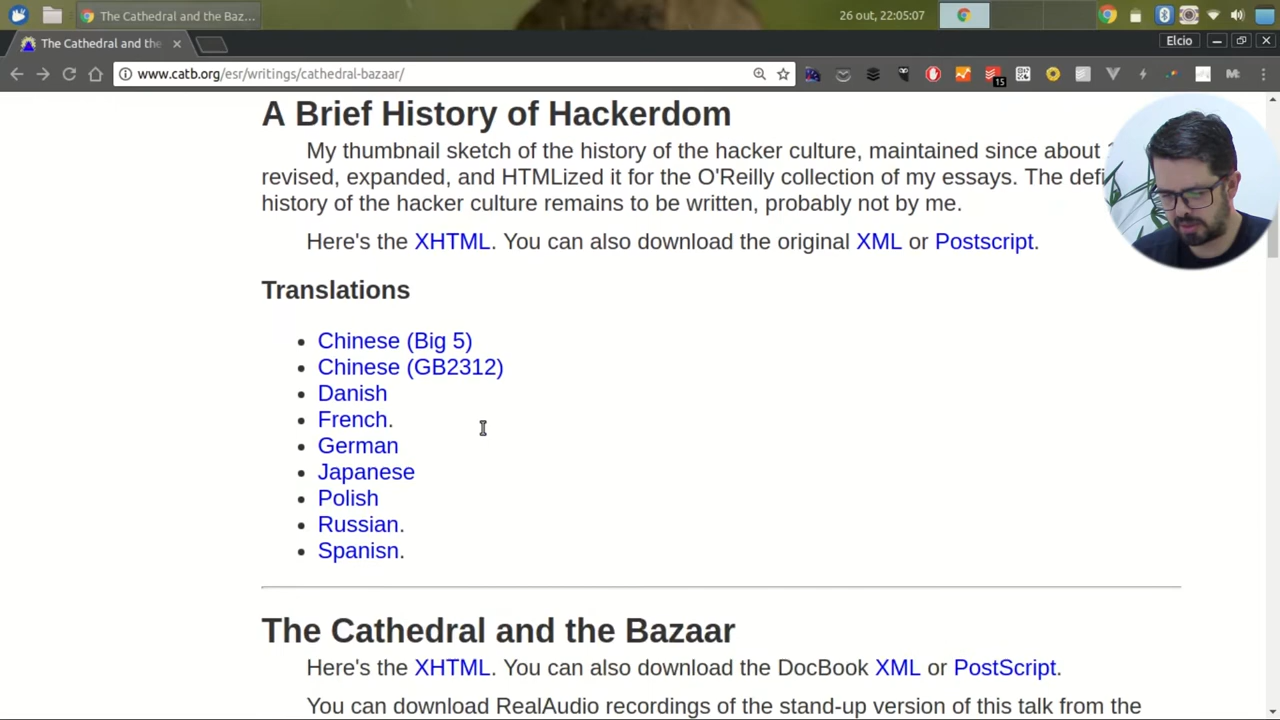 The Cathedral and the Baz...
26 out, 22:05:07
The Cathedral and the
Elcio
www.catb.org/esr/writings/cathedral-bazaar/
15
A Brief History of Hackerdom
My thumbnail sketch of the history of the hacker culture, maintained since about
revised, expanded, and HTMLized it for the O'Reilly collection of my essays. The
history of the hacker culture remains to be written, probably not by me.
Here's the XHTML. You can also download the original XML or Postscript.
Translations
Chinese (Big 5)
Chinese (GB2312)
Danish
French.
German
Japanese
Polish
Russian.
Spanisn.
The Cathedral and the Bazaar
Here's the XHTML. You can also download the DocBook XML or PostScript.
You can download RealAudio recordings of the stand-up version of this talk from the